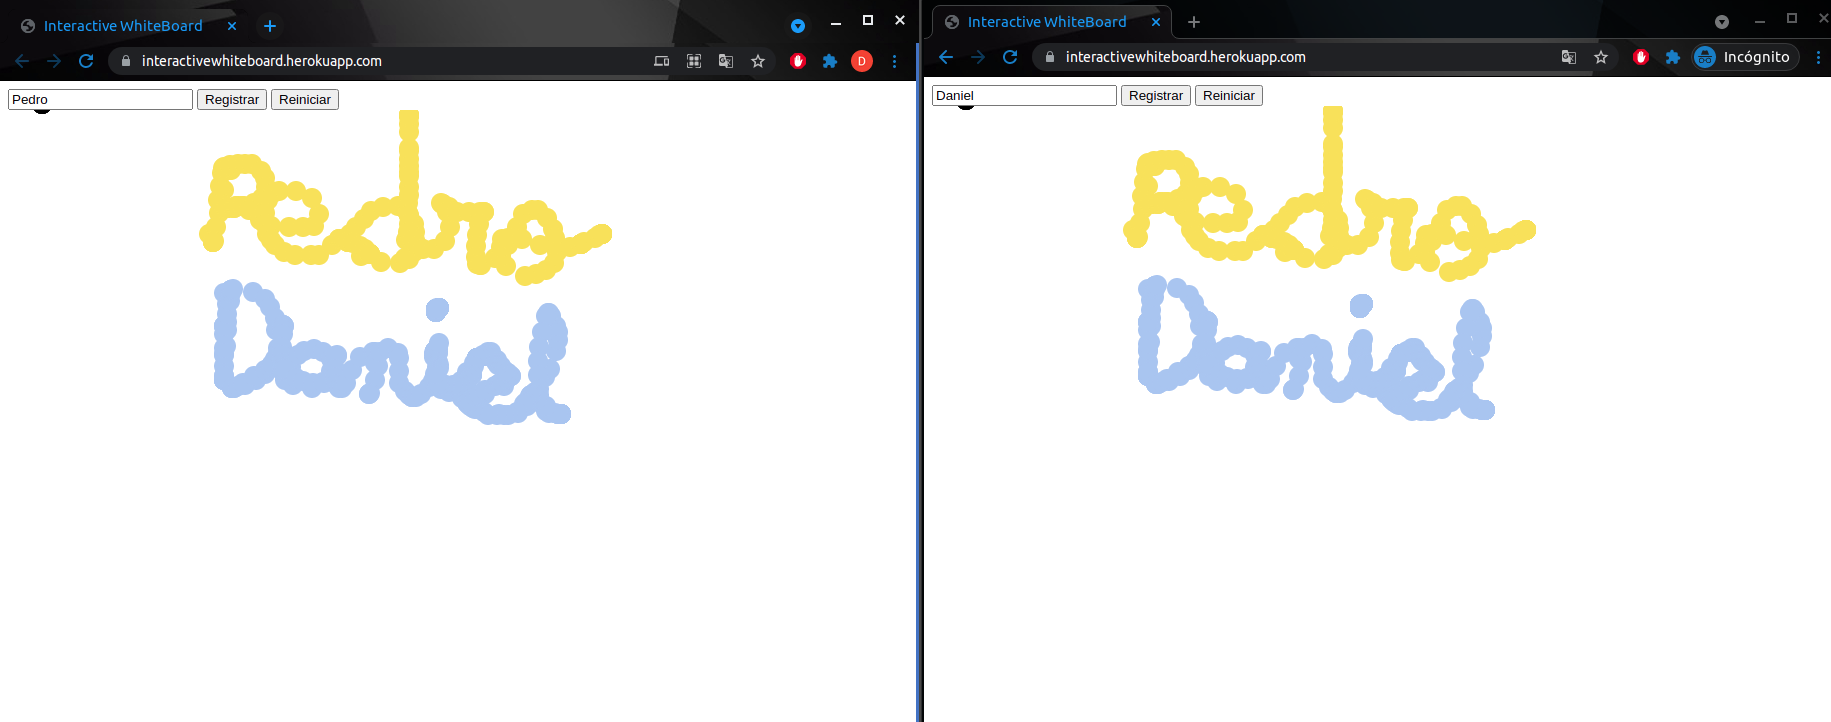 Interactive WhiteBoard
interactivewhiteboard.herokuapp.com
D
Pedro Registrar Reiniciar
Pedro
Daniel
Interactive WhiteBoard
interactivewhiteboard.herokuapp.com
Incógnito
Daniel Registrar Reiniciar
Pedro
Daniel